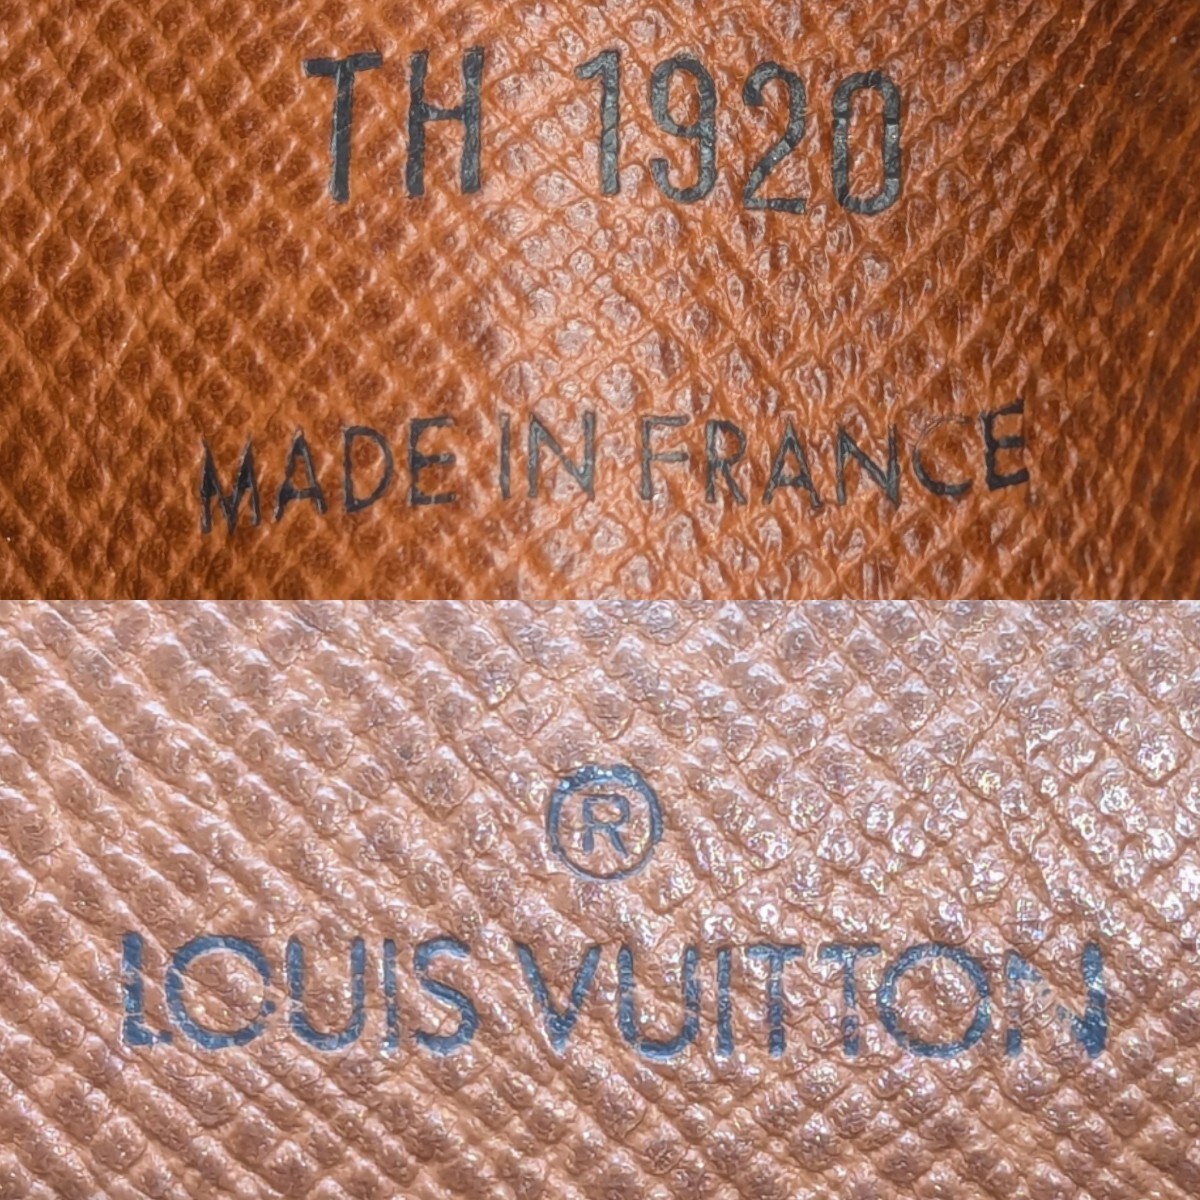 TH 1920
MADE IN FRANCE
®
LOUIS VUITTON